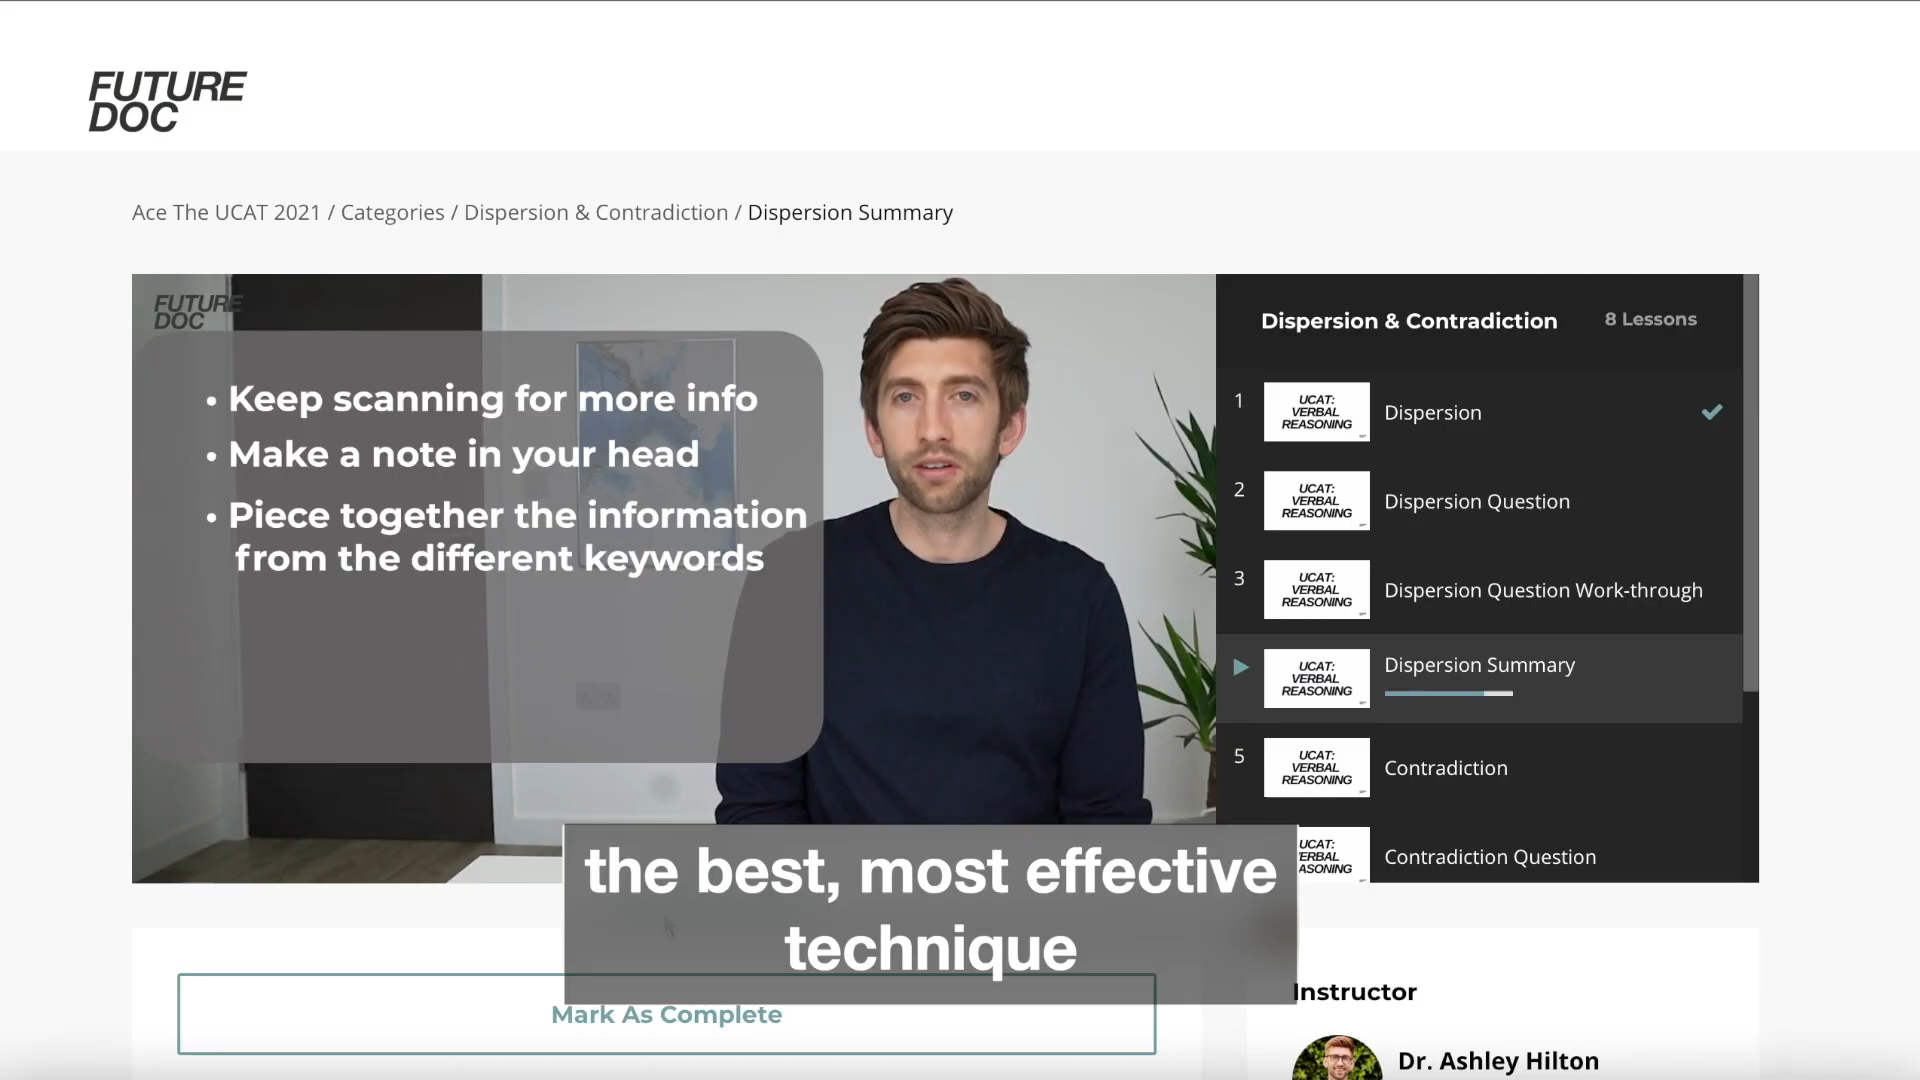 FUTURE
DOC
Ace The UCAT 2021 / Categories / Dispersion & Contradiction / Dispersion Summary
FUTURE
DOC
• Keep scanning for more info
• Make a note in your head
• Piece together the information
from the different keywords
Dispersion & Contradiction
8 Lessons
1
UCAT:
VERBAL
REASONING
Dispersion
2
UCAT:
VERBAL
REASONING
Dispersion Question
3
UCAT:
VERBAL
REASONING
Dispersion Question Work-through
UCAT:
VERBAL
REASONING
Dispersion Summary
5
UCAT:
VERBAL
REASONING
Contradiction
UCAT:
ERBAL
ASONING
Contradiction Question
the best, most effective
technique
Mark As Complete
Instructor
Dr. Ashley Hilton